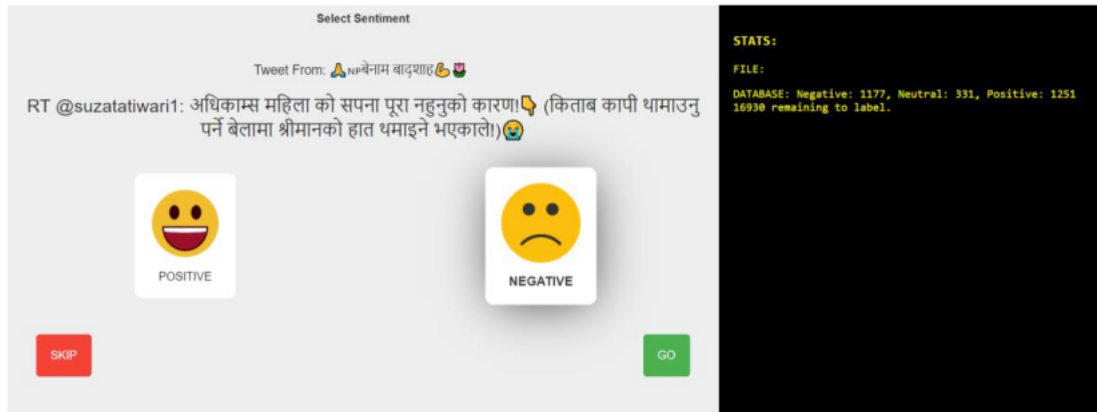 Select Sentiment
Tweet From: 🙏NPबेनाम बादशाह💪🌷
RT @suzatatiwari1: अधिकाम्स महिला को सपना पूरा नहुनुको कारण!👇 (किताब कापी थामाउनु
पर्ने बेलामा श्रीमानको हात थमाइने भएकाले!)😭
POSITIVE
NEGATIVE
SKIP
GO
STATS:
FILE:
DATABASE: Negative: 1177, Neutral: 331, Positive: 1251
16930 remaining to label.